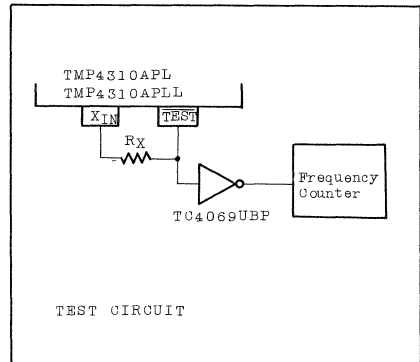 TMP4310APL
TMP4310APLL
XIN
TEST
RX
Frequency
Counter
TC4069UBP
TEST CIRCUIT